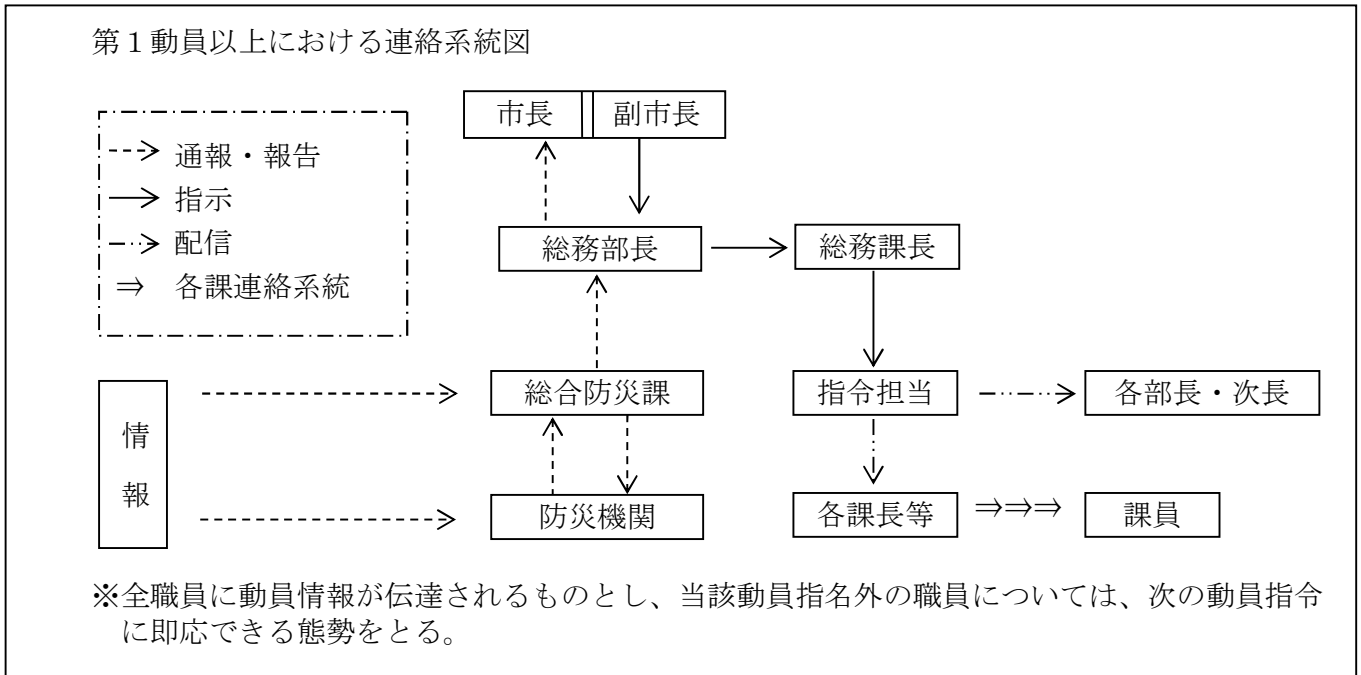 第１動員以上における連絡系統図
市長
副市長
通報・報告
指示
配信
⇒ 各課連絡系統
総務部長
総務課長
情
報
総合防災課
指令担当
各部長・次長
防災機関
各課長等
⇒⇒⇒
課員
※全職員に動員情報が伝達されるものとし、当該動員指名外の職員については、次の動員指令
に即応できる態勢をとる。